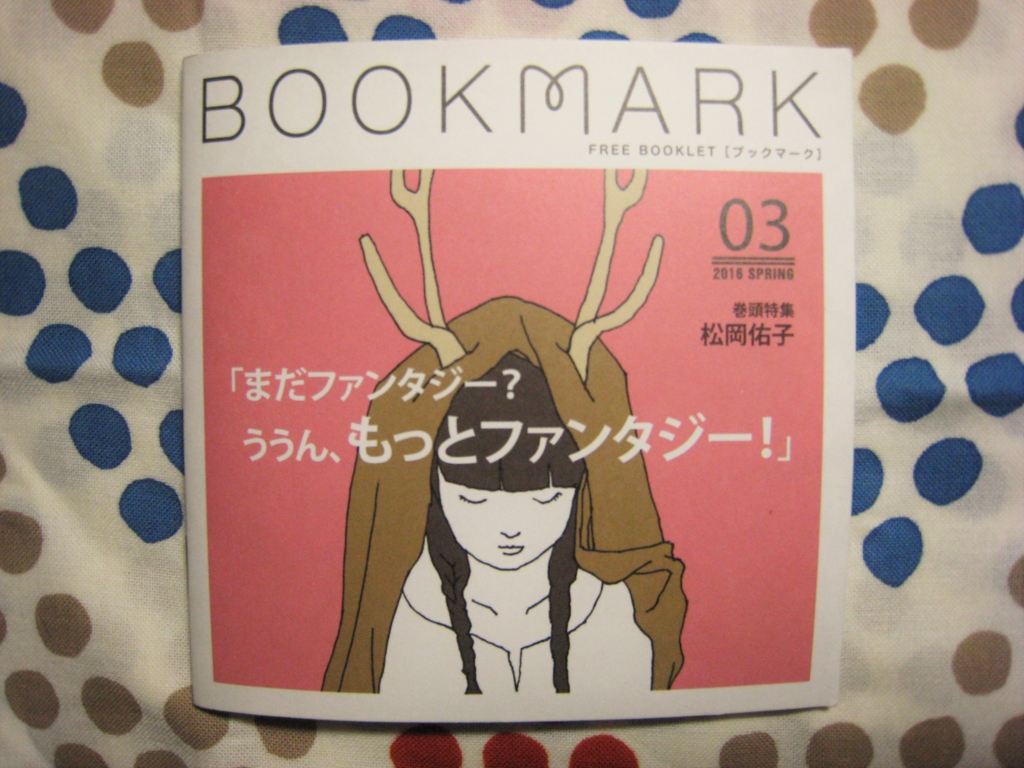 BOOKMARK
FREE BOOKLET [ブックマーク]
03
2016 SPRING
巻頭特集
松岡佑子
「まだファンタジー?
ううん、もっとファンタジー!」